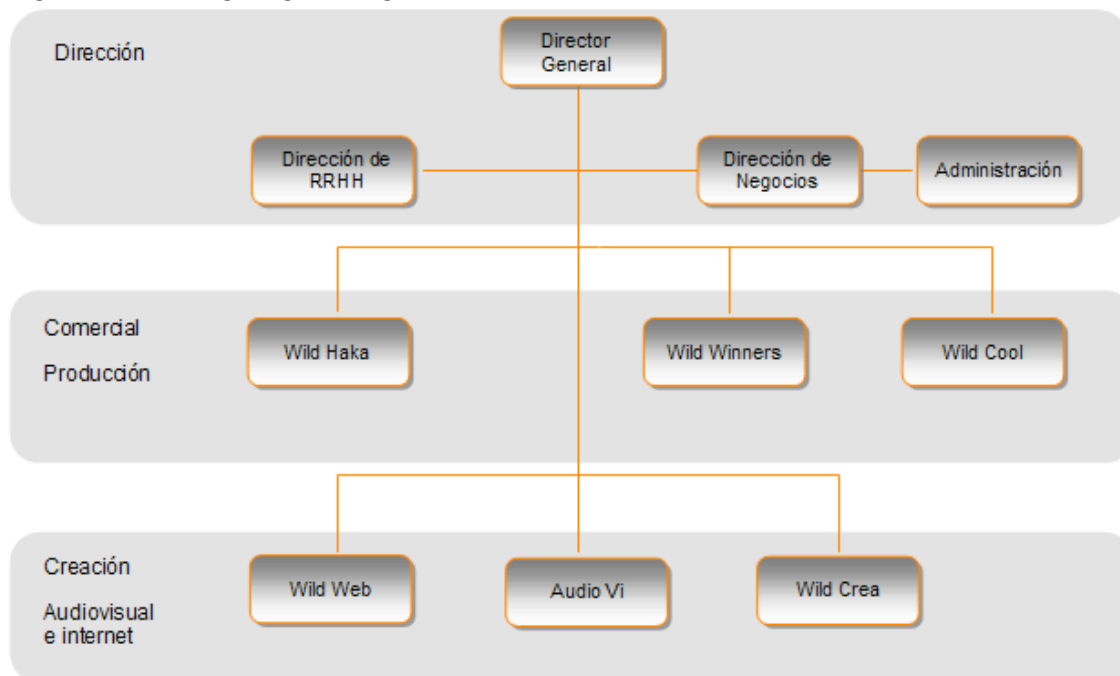 Dirección
Director
General
Dirección de
RRHH
Dirección de
Negocios
Administración
Comercial
Producción
Wild Haka
Wild Winners
Wild Cool
Creación
Audiovisual
e internet
Wild Web
Audio Vi
Wild Crea